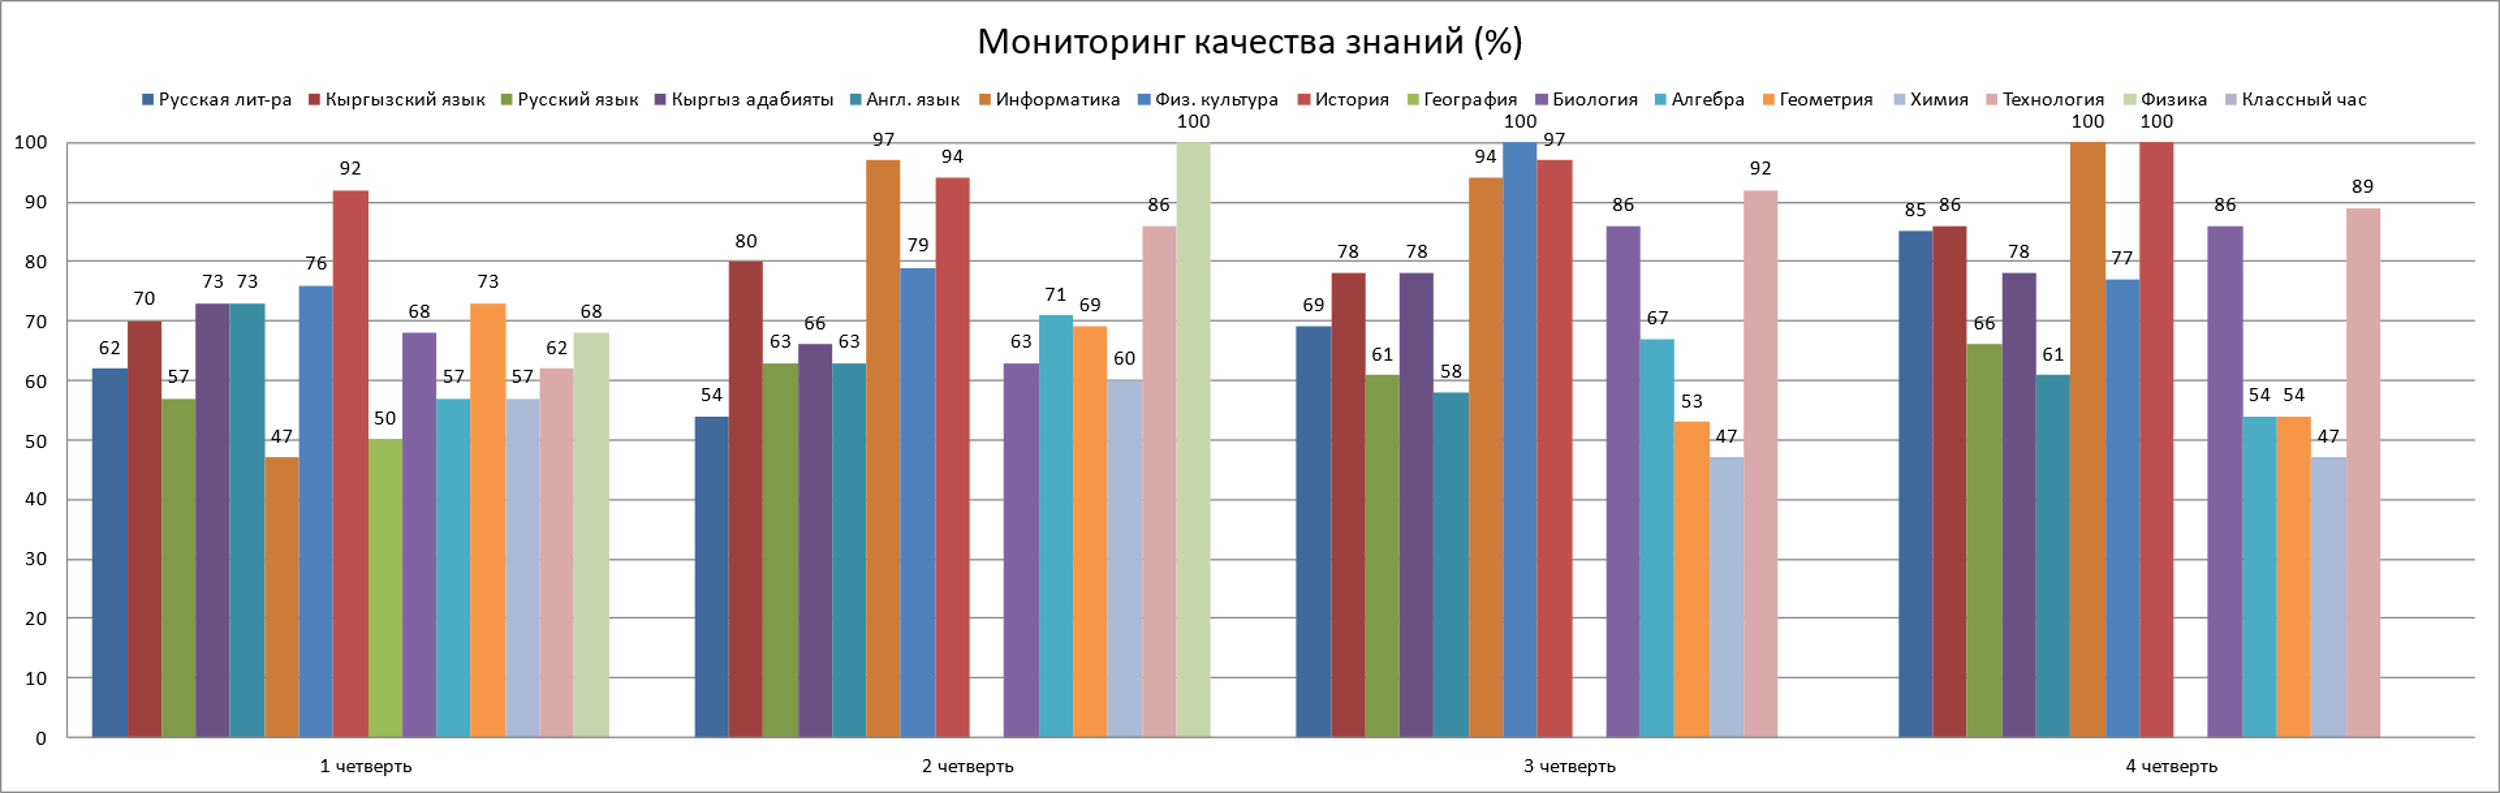 Мониторинг качества знаний (%)
Русская лит-ра Кыргызский язык Русский язык Кыргыз адабияты Англ. язык Информатика Физ. культура История География Биология Алгебра Геометрия Химия Технология Физика Классный час
100
90
80
70
60
50
40
30
20
10
0
62 70 57 73 73 47 76 92 50 68 57 73 57 62 68
54 80 63 66 63 97 79 94 63 71 69 60 86 100
69 78 61 78 58 94 100 97 86 67 53 47 92
85 86 66 78 61 100 77 100 86 54 54 47 89
1 четверть 2 четверть 3 четверть 4 четверть